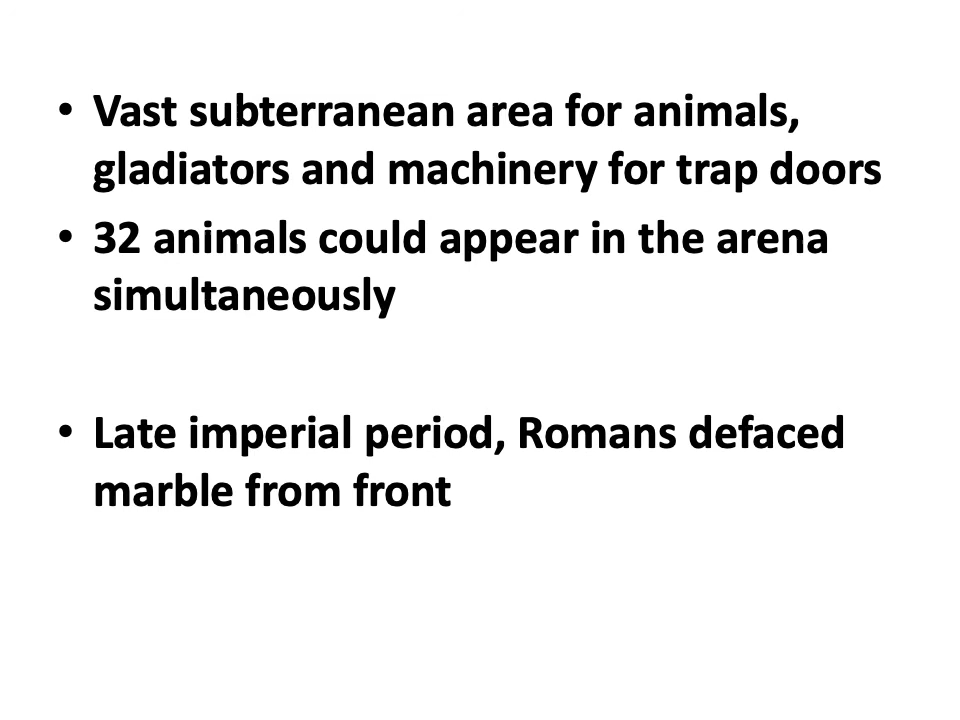 • Vast subterranean area for animals,
gladiators and machinery for trap doors
• 32 animals could appear in the arena
simultaneously
• Late imperial period, Romans defaced
marble from front